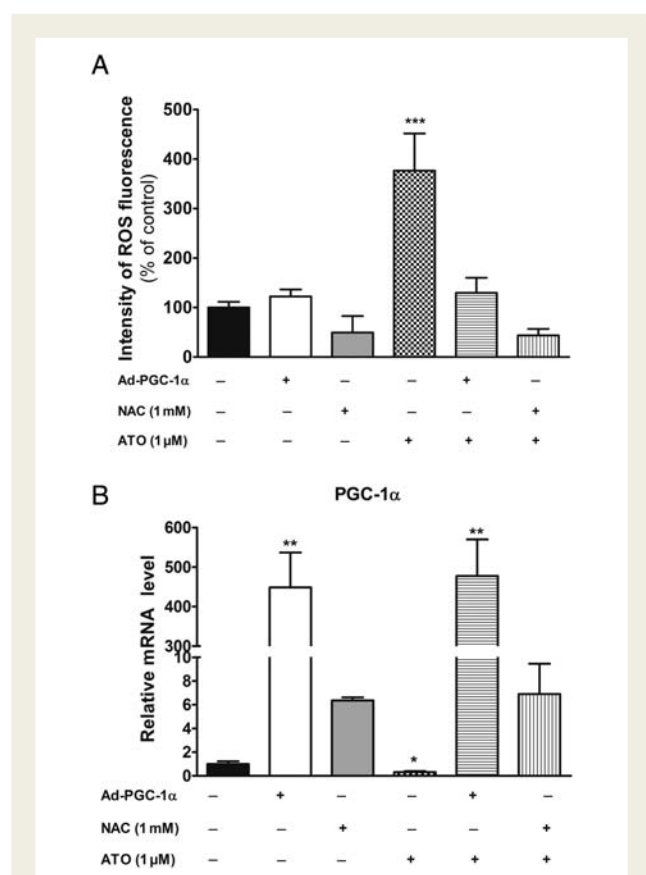 A
Intensity of ROS fluorescence
(% of control)
500
400
300
200
100
0
***
Ad-PGC-1α – + – – + –
NAC (1 mM) – – + – – +
ATO (1 µM) – – – + + +
B
PGC-1α
Relative mRNA level
600
500
400
300
10
8
6
4
2
0
** * **
Ad-PGC-1α – + – – + –
NAC (1 mM) – – + – – +
ATO (1 µM) – – – + + +